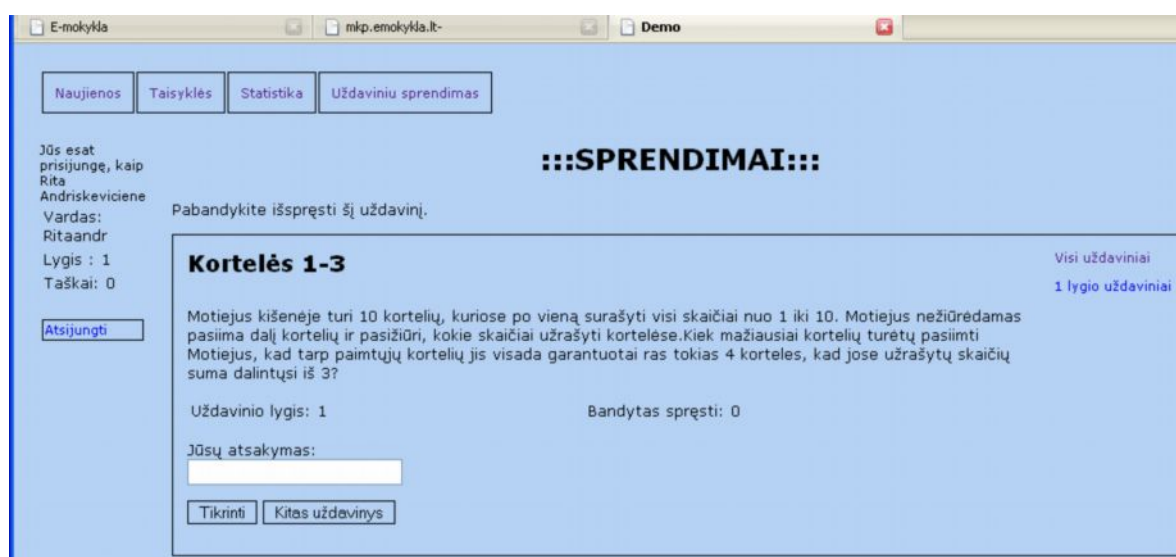 E-mokykla mkp.emokykla.lt- Demo
Naujienos Taisyklės Statistika Uždaviniu sprendimas
Jūs esat
prisijungę, kaip
Rita
Andriskeviciene
Vardas:
Ritaandr
Lygis : 1
Taškai: 0
Atsijungti
:::SPRENDIMAI:::
Pabandykite išspręsti šį uždavinį.
Kortelės 1-3
Motiejus kišenėje turi 10 kortelių, kuriose po vieną surašyti visi skaičiai nuo 1 iki 10. Motiejus nežiūrėdamas
pasiima dalį kortelių ir pasižiūri, kokie skaičiai užrašyti kortelėse.Kiek mažiausiai kortelių turėtų pasiimti
Motiejus, kad tarp paimtųjų kortelių jis visada garantuotai ras tokias 4 korteles, kad jose užrašytų skaičių
suma dalintųsi iš 3?
Uždavinio lygis: 1 Bandytas spręsti: 0
Jūsų atsakymas:
Tikrinti Kitas uždavinys
Visi uždaviniai
1 lygio uždaviniai